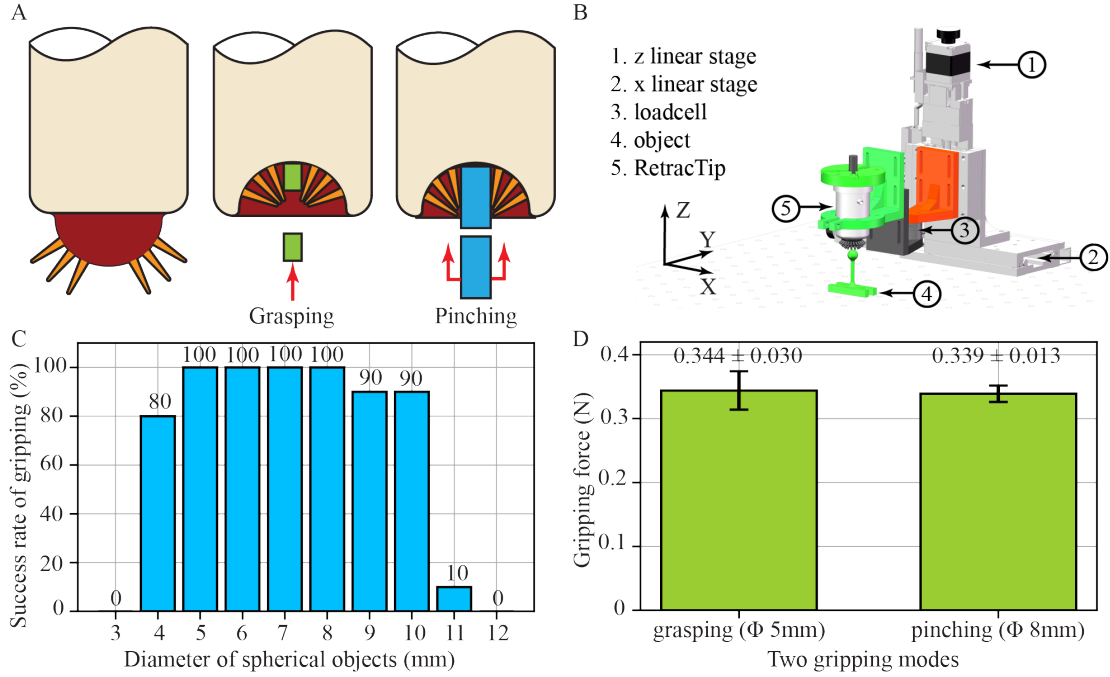 A
Grasping
Pinching
B
1. z linear stage
2. x linear stage
3. loadcell
4. object
5. RetracTip
1
2
3
4
5
Z
Y
X
C
Success rate of gripping (%)
100
80
60
40
20
0
0
80
100
100
100
100
90
90
10
0
3 4 5 6 7 8 9 10 11 12
Diameter of spherical objects (mm)
D
Gripping force (N)
0.4
0.3
0.2
0.1
0
0.344 ± 0.030
0.339 ± 0.013
grasping (Φ 5mm)
pinching (Φ 8mm)
Two gripping modes